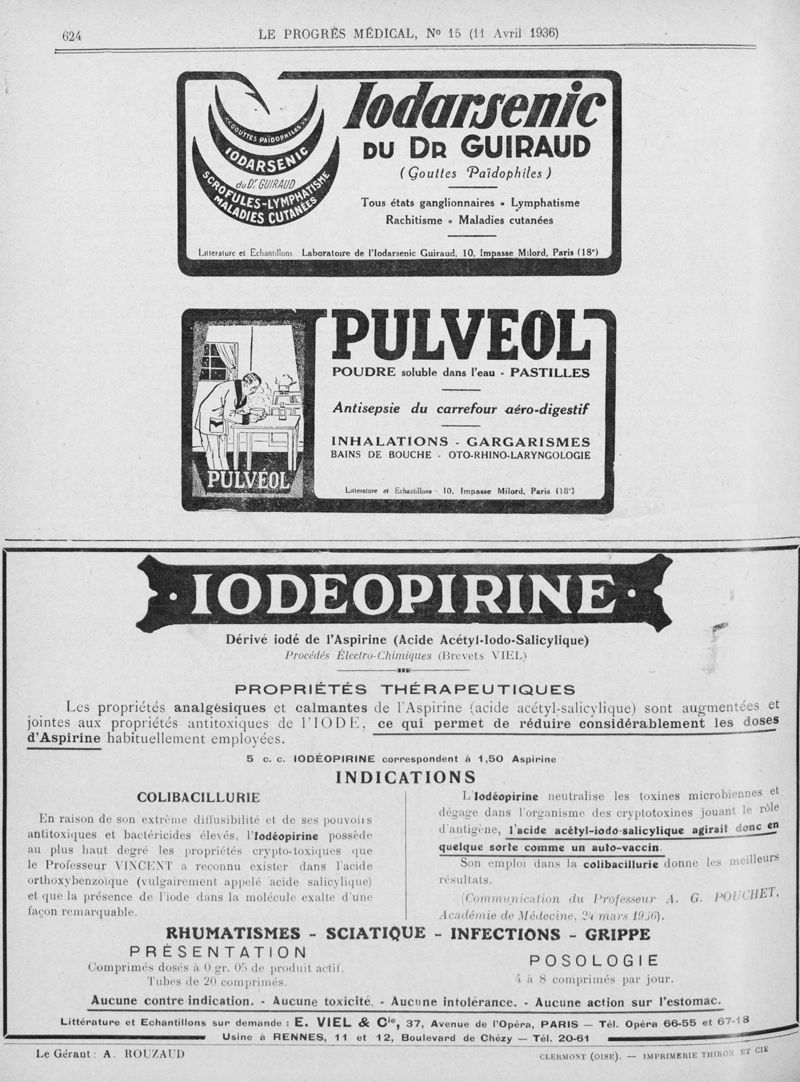 624
LE PROGRÈS MÉDICAL, Nº 15 (11 Avril 1936)
«GOUTTES PAÏDOPHILES»
IODARSENIC
du Dr. GUIRAUD
SCROFULES-LYMPHATISME
MALADIES CUTANÉES
Iodarsenic
DU DR GUIRAUD
(Gouttes Païdophiles)
Tous états ganglionnaires - Lymphatisme
Rachitisme - Maladies cutanées
Littérature et Echantillons Laboratoire de l'Iodarsenic Guiraud, 10, Impasse Milord, Paris (18e)
PULVEOL
POUDRE soluble dans l'eau - PASTILLES
Antisepsie du carrefour aéro-digestif
INHALATIONS - GARGARISMES
BAINS DE BOUCHE - OTO-RHINO-LARYNGOLOGIE
PULVÉOL
Littérature et Echantillons - 10, Impasse Milord, Paris (18e)
·IODEOPIRINE·
Dérivé iodé de l'Aspirine (Acide Acétyl-Iodo-Salicylique)
Procédés Électro-Chimiques (Brevets VIEL)
PROPRIÉTÉS THÉRAPEUTIQUES
Les propriétés analgésiques et calmantes de l'Aspirine (acide acétyl-salicylique) sont augmentées et
jointes aux propriétés antitoxiques de l'IODE, ce qui permet de réduire considérablement les doses
d'Aspirine habituellement employées.
5 c. c. IODÉOPIRINE correspondent à 1,50 Aspirine
INDICATIONS
COLIBACILLURIE
En raison de son extrême diffusibilité et de ses pouvoirs
antitoxiques et bactéricides élevés, l'Iodéopirine possède
au plus haut degré les propriétés crypto-toxiques que
le Professeur VINCENT a reconnu exister dans l'acide
orthoxybenzoïque (vulgairement appelé acide salicylique)
et que la présence de l'iode dans la molécule exalte d'une
façon remarquable.
L'Iodéopirine neutralise les toxines microbiennes et
dégage dans l'organisme des cryptotoxines jouant le rôle
d'antigène, l'acide acétyl-iodo-salicylique agirait donc en
quelque sorte comme un auto-vaccin.
Son emploi dans la colibacillurie donne les meilleurs
résultats.
(Communication du Professeur A. G. POUCHET,
Académie de Médecine, 24 mars 1936).
RHUMATISMES - SCIATIQUE - INFECTIONS - GRIPPE
PRÉSENTATION
Comprimés dosés à 0 gr. 05 de produit actif.
Tubes de 20 comprimés.
POSOLOGIE
4 à 8 comprimés par jour.
Aucune contre indication. - Aucune toxicité. - Aucune intolérance. - Aucune action sur l'estomac.
Littérature et Echantillons sur demande : E. VIEL & Cie, 37, Avenue de l'Opéra, PARIS — Tél. Opéra 66-55 et 67-18
Usine à RENNES, 11 et 12, Boulevard de Chézy — Tél. 20-61
Le Gérant : A. ROUZAUD
CLERMONT (OISE). — IMPRIMERIE THIRON ET CIE